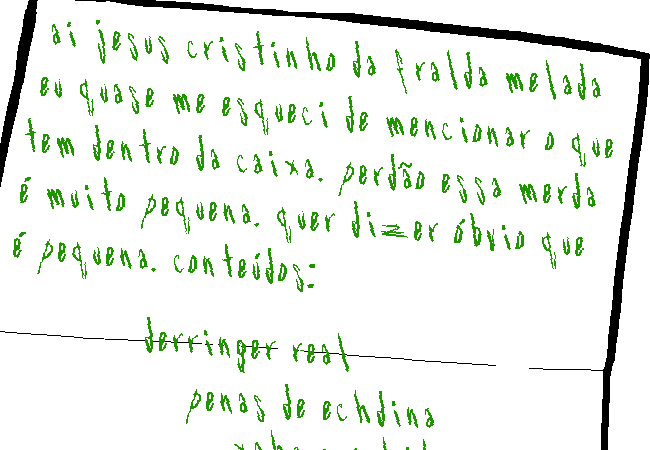 ai jesus cristinho da fralda melada
eu quase me esqueci de mencionar o que
tem dentro da caixa. perdão essa merda
é muito pequena. quer dizer óbvio que
é pequena. conteúdos:
derringer real
penas de echdina